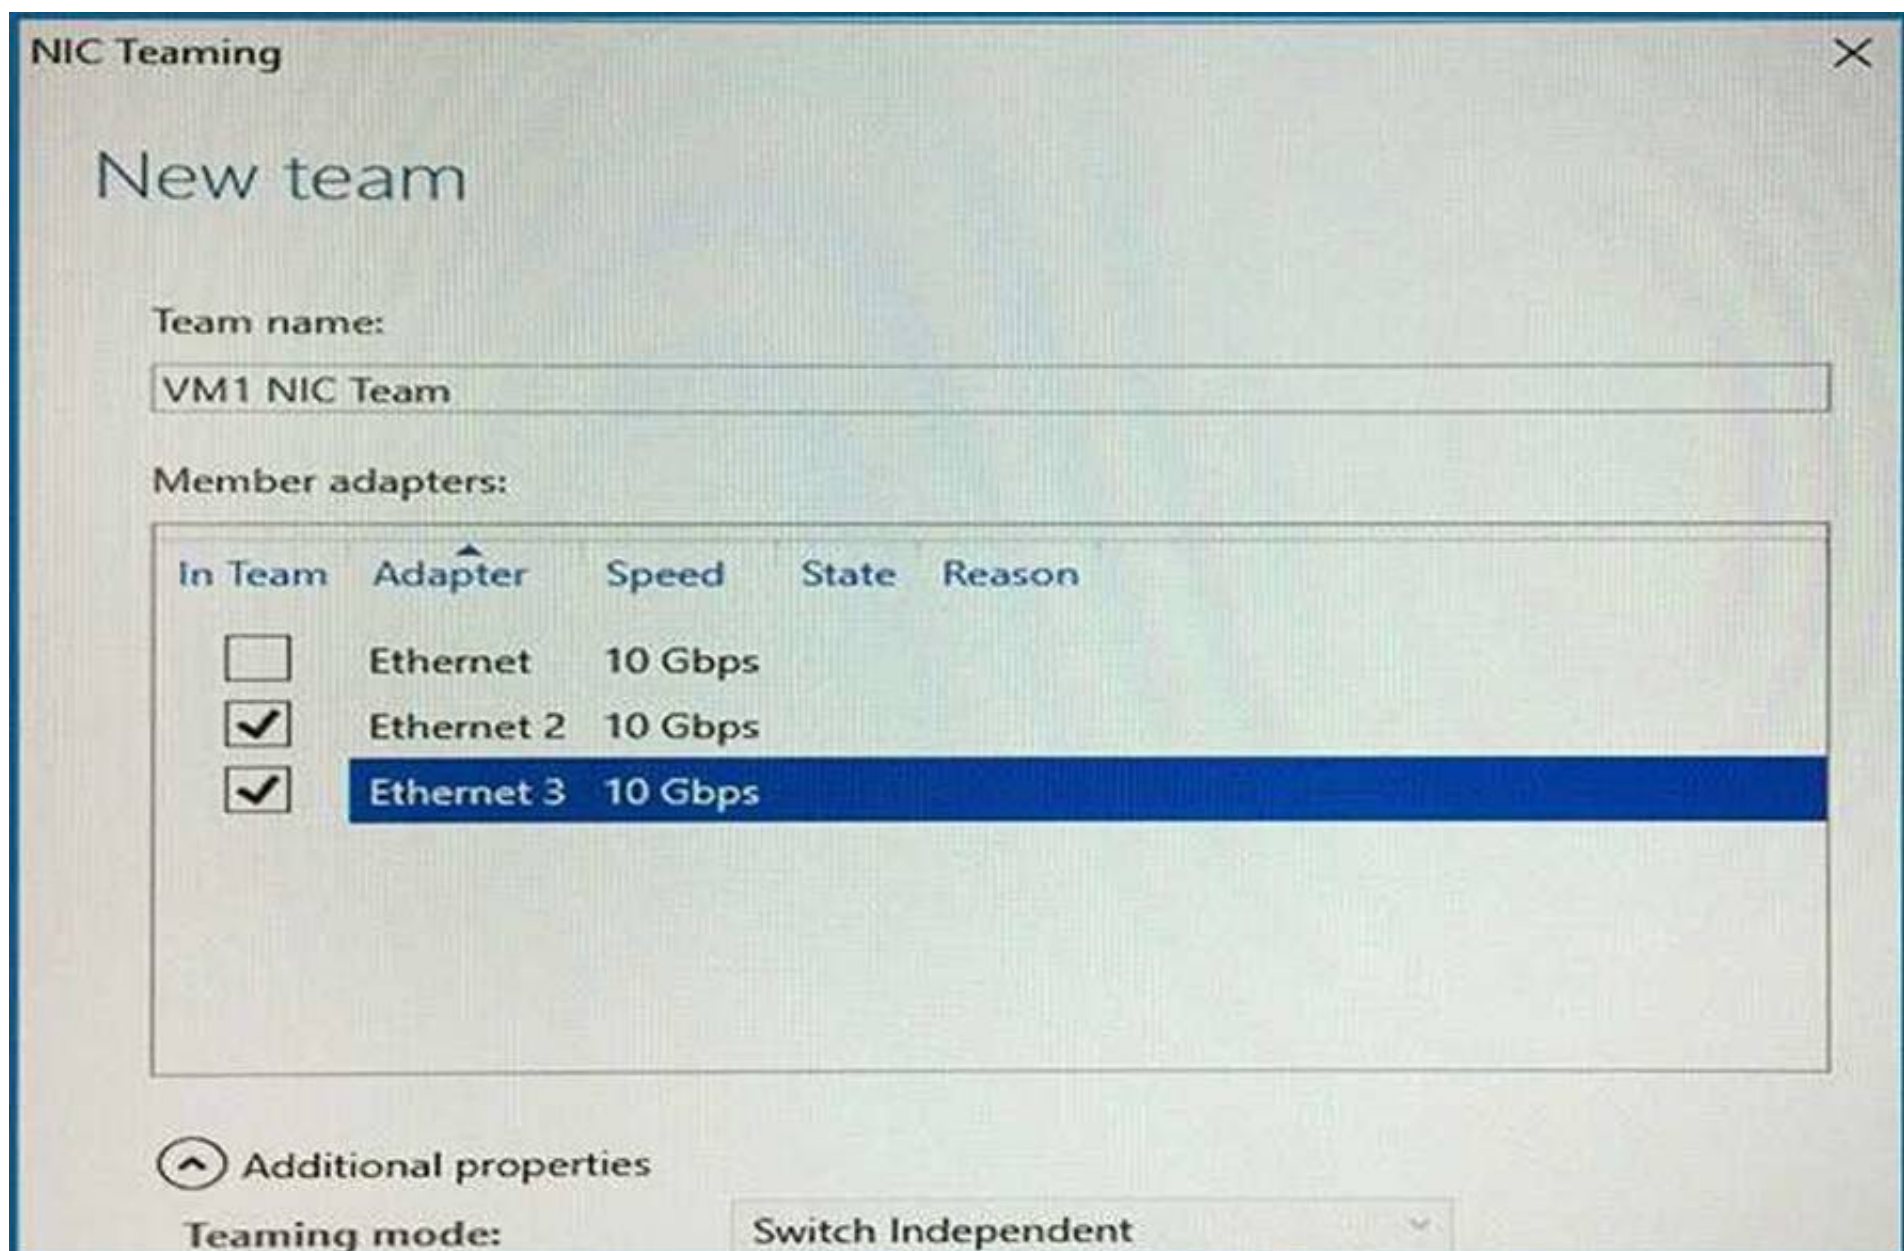 NIC Teaming
New team
Team name:
VM1 NIC Team
Member adapters:
In Team Adapter Speed State Reason
Ethernet 10 Gbps
Ethernet 2 10 Gbps
Ethernet 3 10 Gbps
Additional properties
Teaming mode: Switch Independent